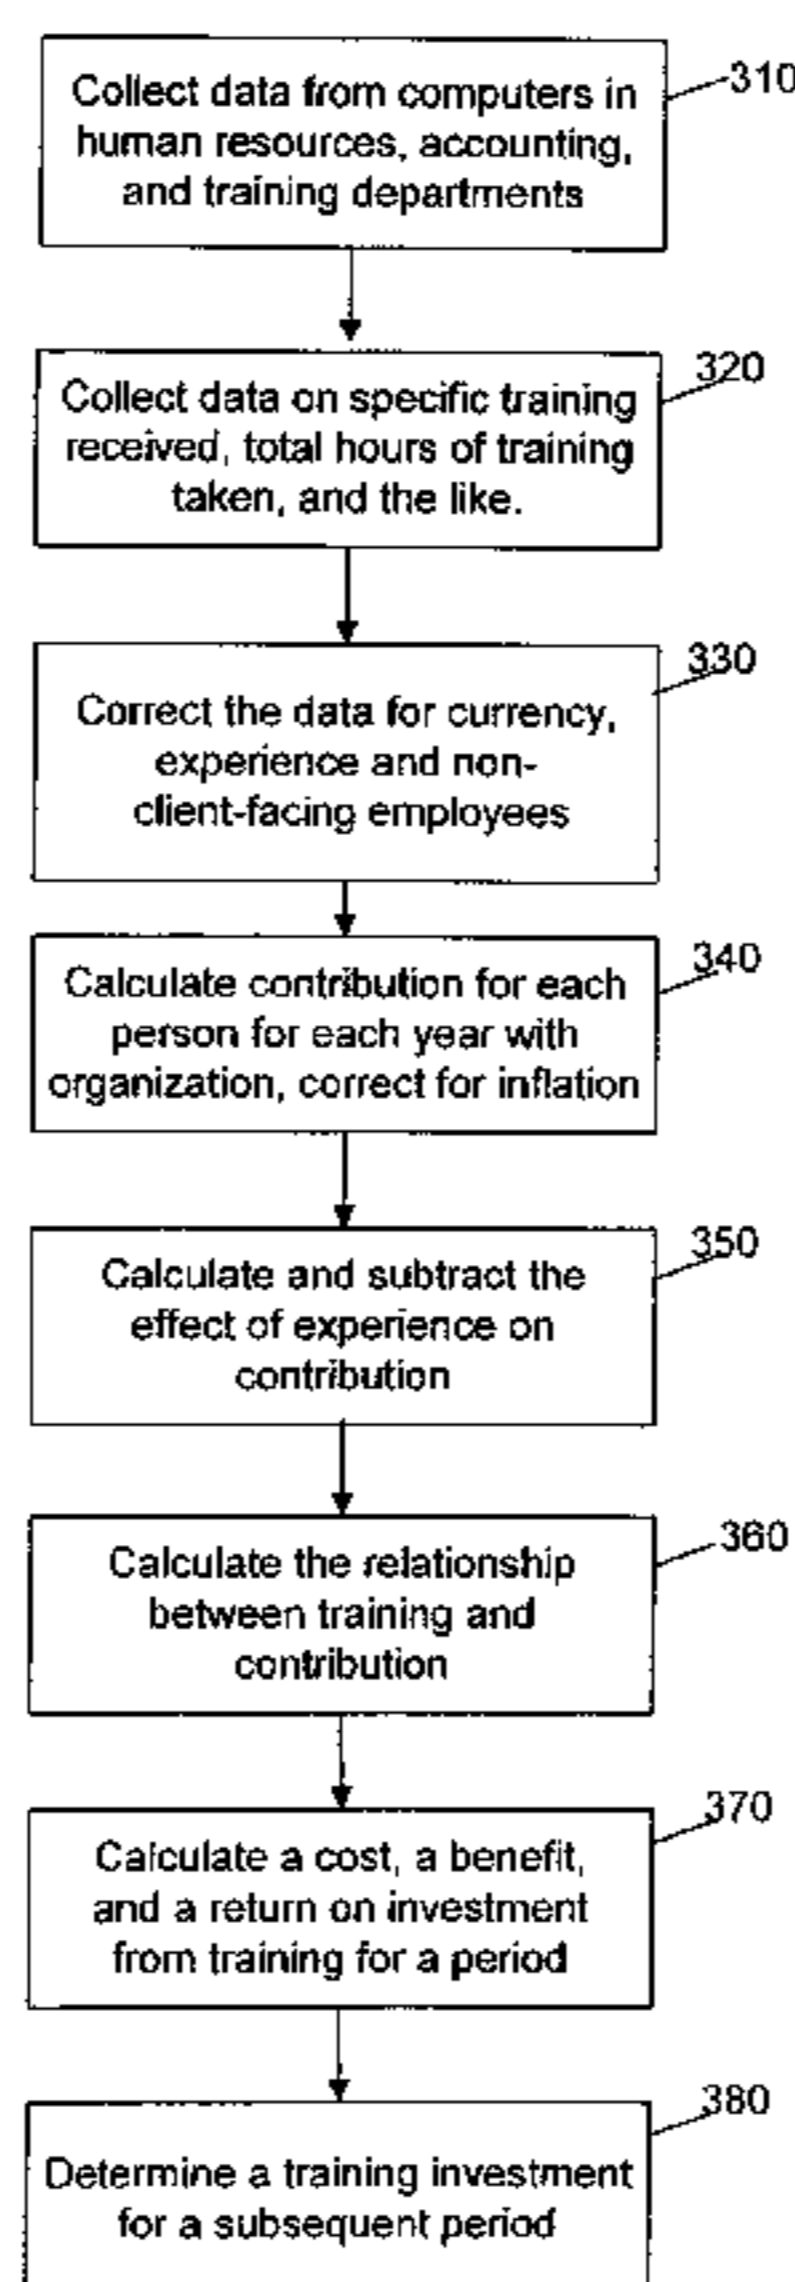 Collect data from computers in
human resources, accounting,
and training departments
310
Collect data on specific training
received, total hours of training
taken, and the like.
320
Correct the data for currency,
experience and non-
client-facing employees
330
Calculate contribution for each
person for each year with
organization, correct for inflation
340
Calculate and subtract the
effect of experience on
contribution
350
Calculate the relationship
between training and
contribution
360
Calculate a cost, a benefit,
and a return on investment
from training for a period
370
Determine a training investment
for a subsequent period
380